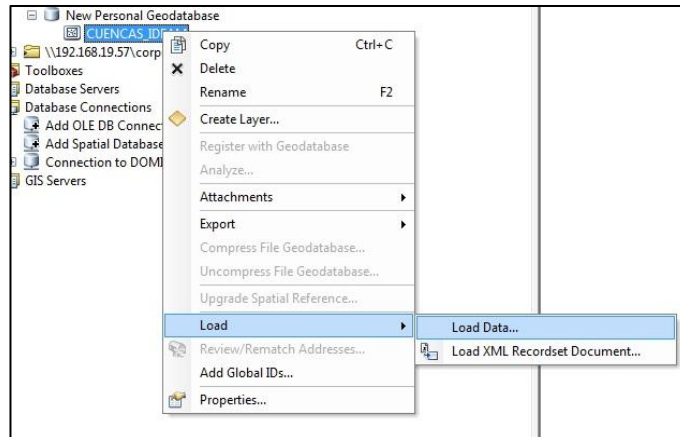 New Personal Geodatabase
CUENCAS_IDEAM
\\192.168.19.57\corp
Toolboxes
Database Servers
Database Connections
Add OLE DB Connec
Add Spatial Database
Connection to DOMI
GIS Servers
Copy Ctrl+C
Delete
Rename F2
Create Layer...
Register with Geodatabase
Analyze...
Attachments
Export
Compress File Geodatabase...
Uncompress File Geodatabase...
Upgrade Spatial Reference...
Load
Review/Rematch Addresses...
Add Global IDs...
Properties...
Load Data...
Load XML Recordset Document...